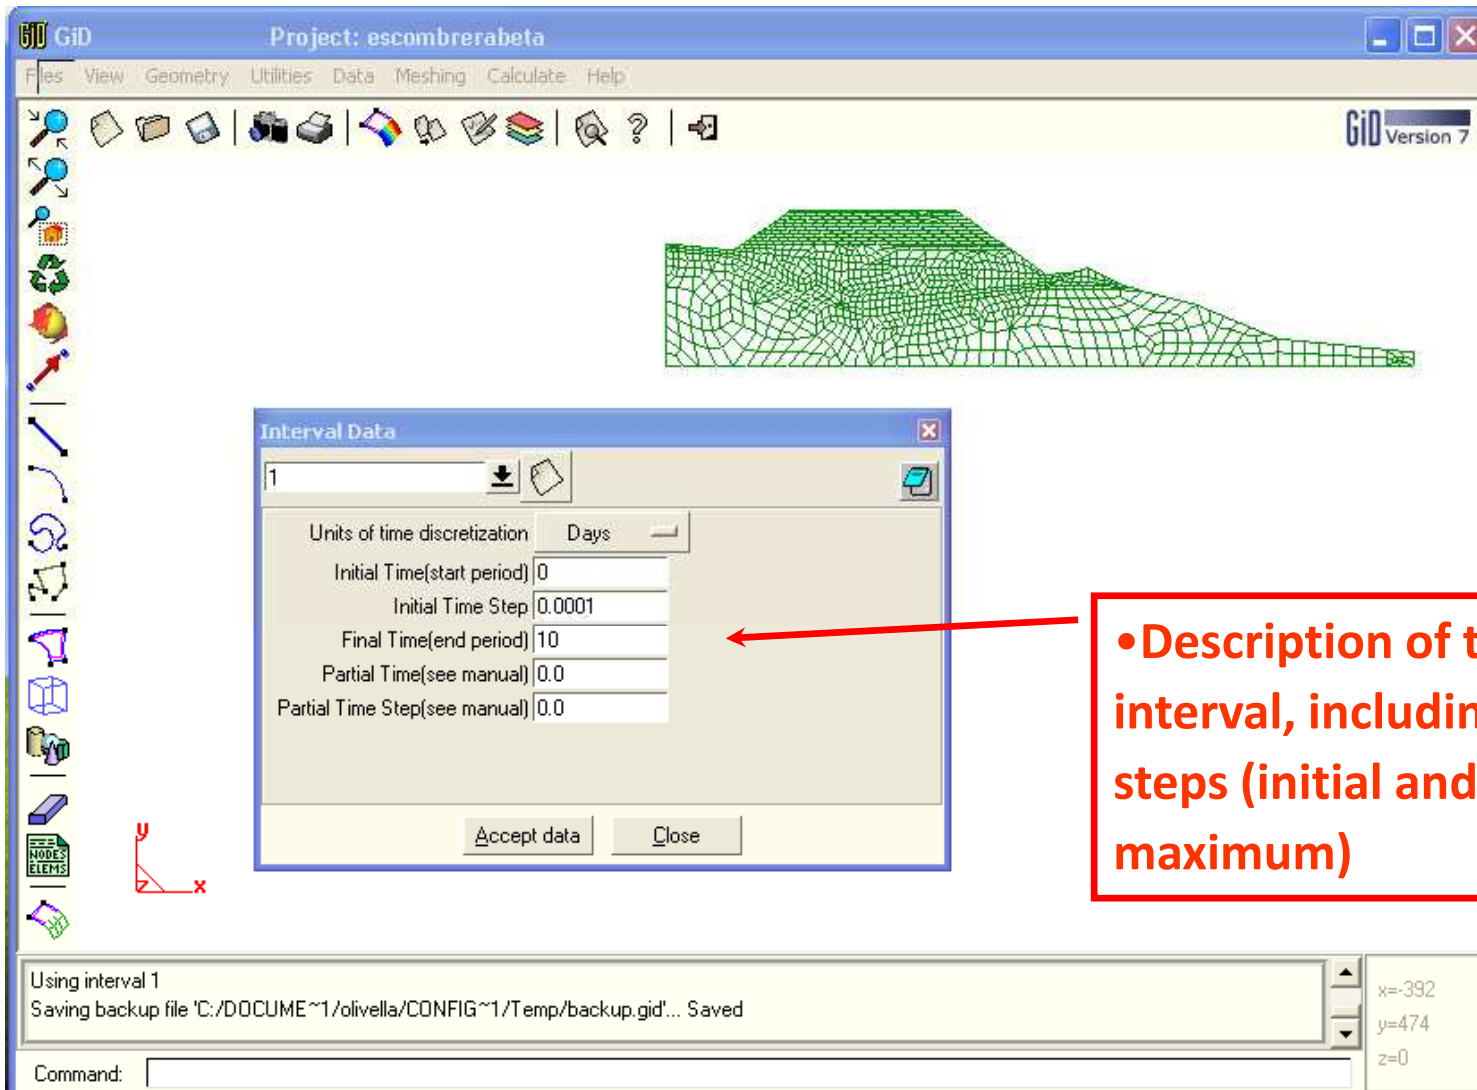 GiD Project: escombrerabeta
Files View Geometry Utilities Data Meshing Calculate Help
GiD Version 7
Interval Data
1
Units of time discretization Days
Initial Time(start period) 0
Initial Time Step 0.0001
Final Time(end period) 10
Partial Time(see manual) 0.0
Partial Time Step(see manual) 0.0
Accept data Close
•Description of t
interval, includin
steps (initial and
maximum)
NODES
ELEMS
y
z x
Using interval 1
Saving backup file 'C:/DOCUME~1/olivella/CONFIG~1/Temp/backup.gid'... Saved
x=-392
y=474
z=0
Command: